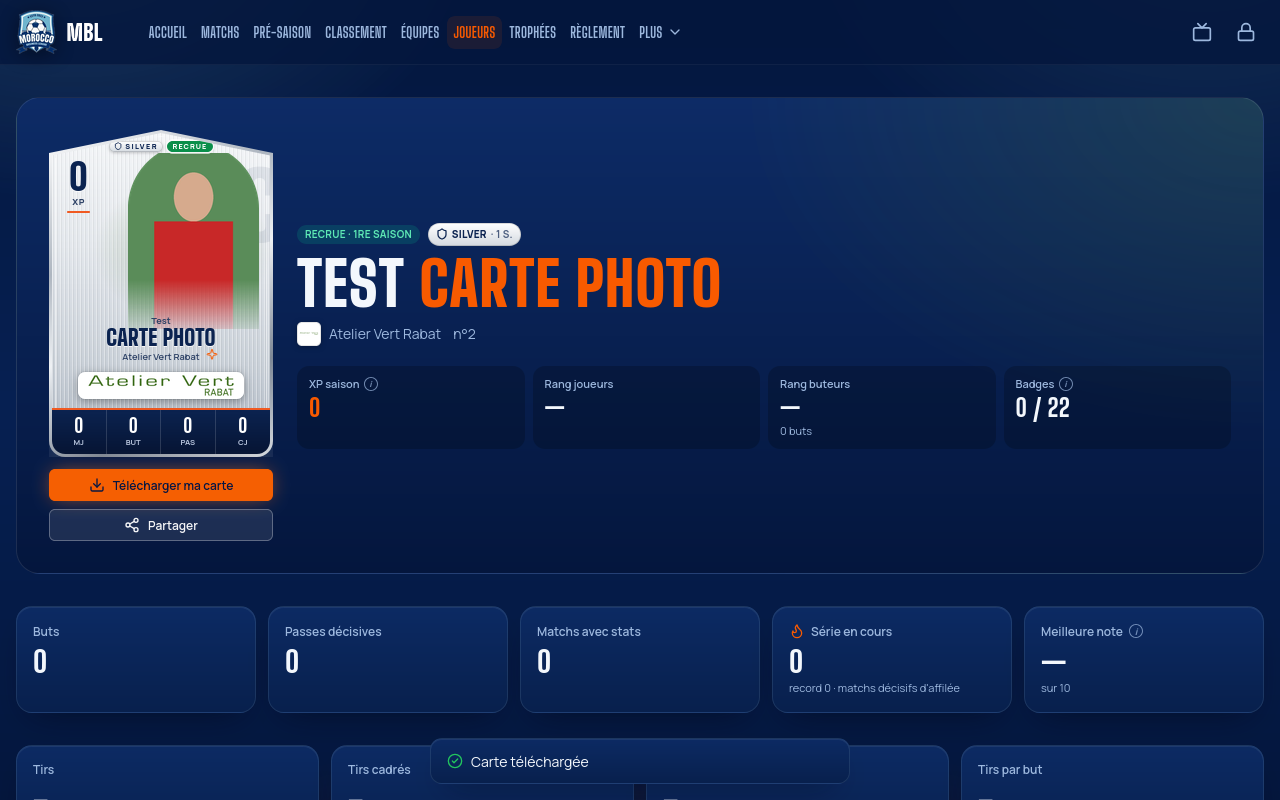 MOROCCO
MBL
ACCUEIL
MATCHS
PRÉ-SAISON
CLASSEMENT
ÉQUIPES
JOUEURS
TROPHÉES
RÈGLEMENT
PLUS
SILVER
RECRUE
0
XP
Test
CARTE PHOTO
Atelier Vert Rabat
Atelier Vert
RABAT
0
MJ
0
BUT
0
PAS
0
CJ
Télécharger ma carte
Partager
RECRUE · 1RE SAISON
SILVER · 1 S.
TEST CARTE PHOTO
Atelier Vert Rabat n°2
XP saison
0
Rang joueurs
—
Rang buteurs
—
0 buts
Badges
0 / 22
Buts
0
Passes décisives
0
Matchs avec stats
0
Série en cours
0
record 0 · matchs décisifs d'affilée
Meilleure note
—
sur 10
Tirs
Tirs cadrés
Tirs par but
Carte téléchargée